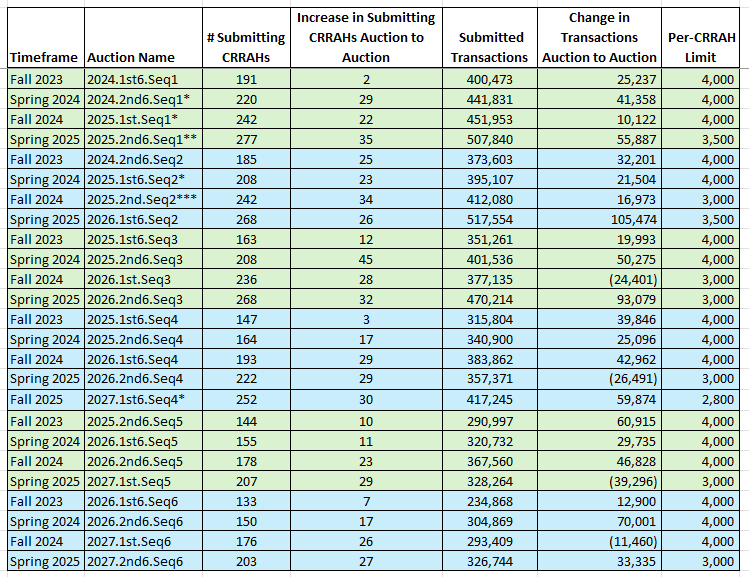 Timeframe Auction Name # Submitting CRRAHs Increase in Submitting CRRAHs Auction to Auction Submitted Transactions Change in Transactions Auction to Auction Per-CRRAH Limit
Fall 2023 2024.1st6.Seq1 191 2 400,473 25,237 4,000
Spring 2024 2024.2nd6.Seq1* 220 29 441,831 41,358 4,000
Fall 2024 2025.1st.Seq1* 242 22 451,953 10,122 4,000
Spring 2025 2025.2nd6.Seq1** 277 35 507,840 55,887 3,500
Fall 2023 2024.2nd6.Seq2 185 25 373,603 32,201 4,000
Spring 2024 2025.1st6.Seq2* 208 23 395,107 21,504 4,000
Fall 2024 2025.2nd.Seq2*** 242 34 412,080 16,973 3,000
Spring 2025 2026.1st6.Seq2 268 26 517,554 105,474 3,500
Fall 2023 2025.1st6.Seq3 163 12 351,261 19,993 4,000
Spring 2024 2025.2nd6.Seq3 208 45 401,536 50,275 4,000
Fall 2024 2026.1st.Seq3 236 28 377,135 (24,401) 3,000
Spring 2025 2026.2nd6.Seq3 268 32 470,214 93,079 3,000
Fall 2023 2025.1st6.Seq4 147 3 315,804 39,846 4,000
Spring 2024 2025.2nd6.Seq4 164 17 340,900 25,096 4,000
Fall 2024 2026.1st6.Seq4 193 29 383,862 42,962 4,000
Spring 2025 2026.2nd6.Seq4 222 29 357,371 (26,491) 3,000
Fall 2025 2027.1st6.Seq4* 252 30 417,245 59,874 2,800
Fall 2023 2025.2nd6.Seq5 144 10 290,997 60,915 4,000
Spring 2024 2026.1st6.Seq5 155 11 320,732 29,735 4,000
Fall 2024 2026.2nd6.Seq5 178 23 367,560 46,828 4,000
Spring 2025 2027.1st.Seq5 207 29 328,264 (39,296) 3,000
Fall 2023 2026.1st6.Seq6 133 7 234,868 12,900 4,000
Spring 2024 2026.2nd6.Seq6 150 17 304,869 70,001 4,000
Fall 2024 2027.1st.Seq6 176 26 293,409 (11,460) 4,000
Spring 2025 2027.2nd6.Seq6 203 27 326,744 33,335 3,000